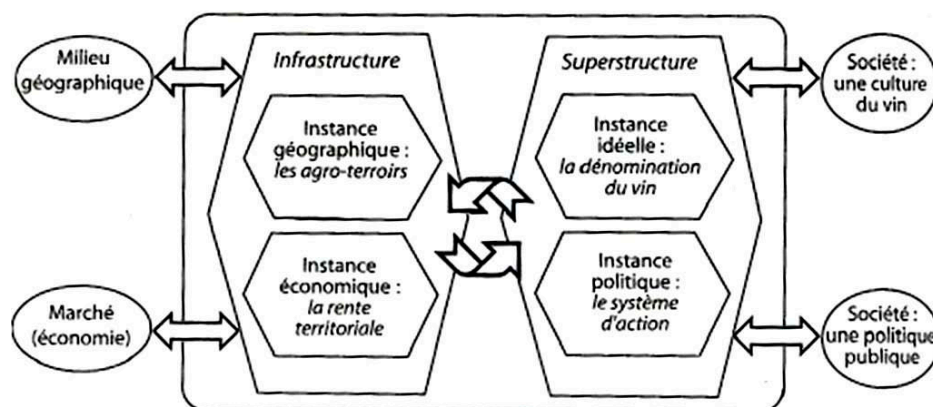 Milieu
géographique
Infrastructure
Superstructure
Société :
une culture
du vin
Instance
géographique :
les agro-terroirs
Instance
idéelle :
la dénomination
du vin
Instance
économique :
la rente
territoriale
Instance
politique :
le système
d'action
Marché
(économie)
Société :
une politique
publique